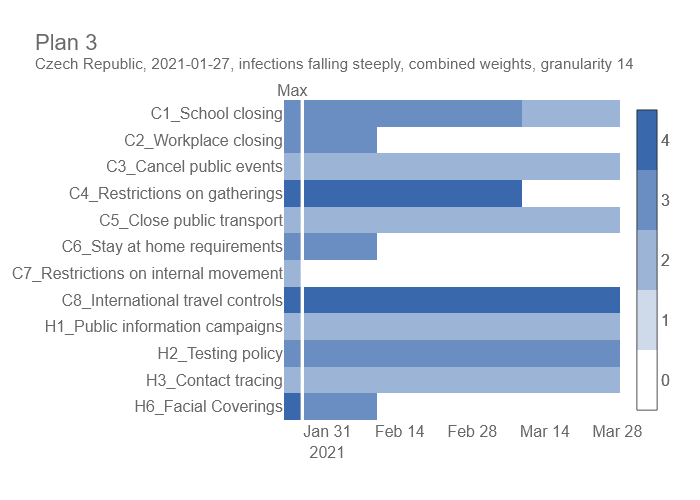 Plan 3
Czech Republic, 2021-01-27, infections falling steeply, combined weights, granularity 14
Max
C1_School closing
C2_Workplace closing
C3_Cancel public events
C4_Restrictions on gatherings
C5_Close public transport
C6_Stay at home requirements
C7_Restrictions on internal movement
C8_International travel controls
H1_Public information campaigns
H2_Testing policy
H3_Contact tracing
H6_Facial Coverings
Jan 31 Feb 14 Feb 28 Mar 14 Mar 28
2021
4
3
2
1
0